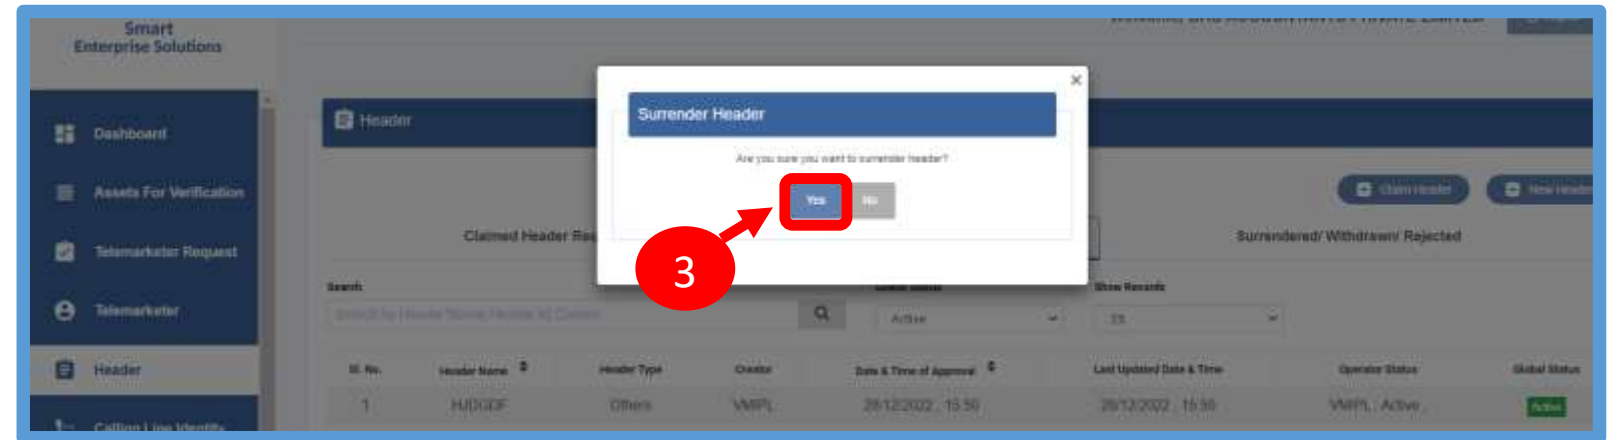 Smart
Enterprise Solutions
Dashboard
Assets For Verification
Telemarketer Request
Telemarketer
Header
Calling Line Identity
Header
Surrender Header
Are you sure you want to surrender header?
Yes No
3
Claim Header New Header
Claimed Header
Surrendered/ Withdrawn/ Rejected
Search
Show Records
Active
25
Sl. No. Header Name Header Type Creator Date & Time of Approval Last Updated Date & Time Operator Status Global Status
1 HJDGDF Others VMIPL 28/12/2022 , 15:50 28/12/2022 , 15:50 VMIPL : Active Active